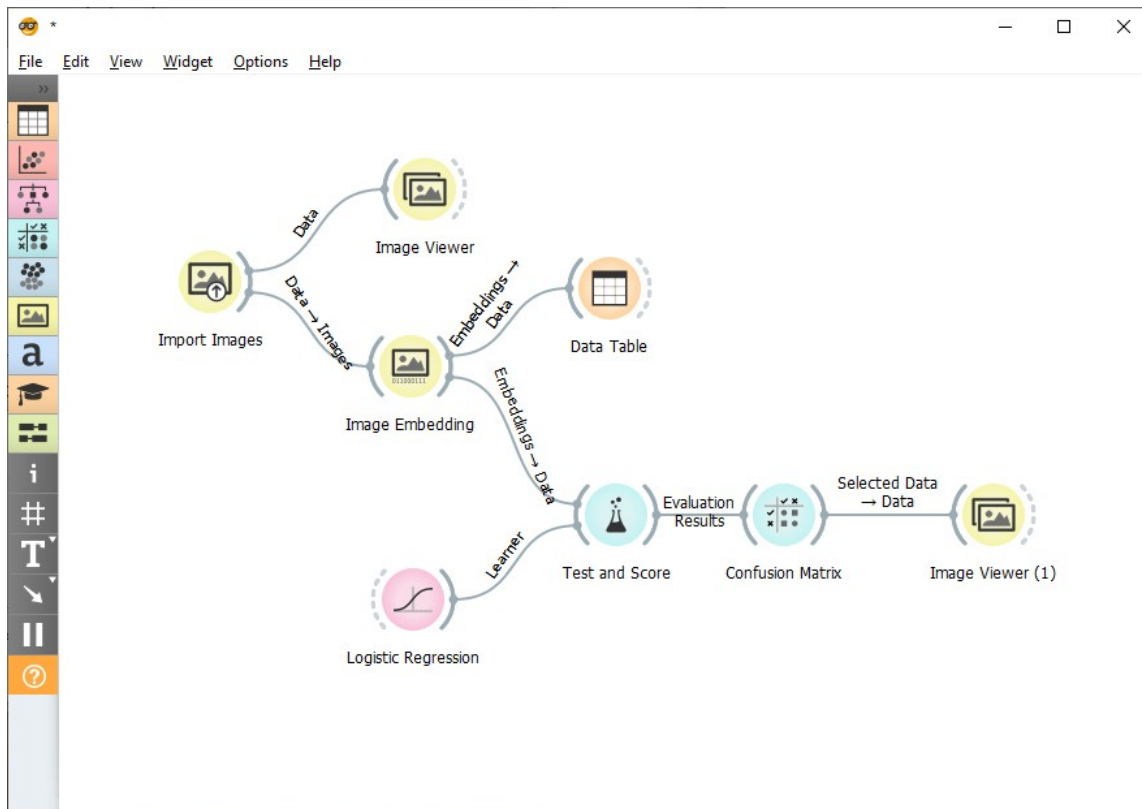 *
File Edit View Widget Options Help
Data
Image Viewer
Import Images
Data → Images
Embeddings →
Data
Data Table
011000111
Image Embedding
Embeddings → Data
Learner
Logistic Regression
Test and Score
Evaluation
Results
Confusion Matrix
Selected Data
→ Data
Image Viewer (1)
a
i
T
?